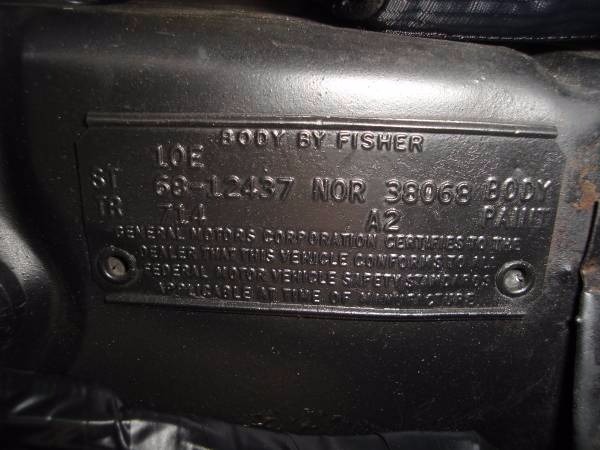 BODY BY FISHER
10E
ST 68-12437 NOR 38068 BODY
TR 714 A2 PAINT
GENERAL MOTORS CORPORATION CERTIFIES TO THE
DEALER THAT THIS VEHICLE CONFORMS TO ALL
FEDERAL MOTOR VEHICLE SAFETY STANDARDS
APPLICABLE AT TIME OF MANUFACTURE